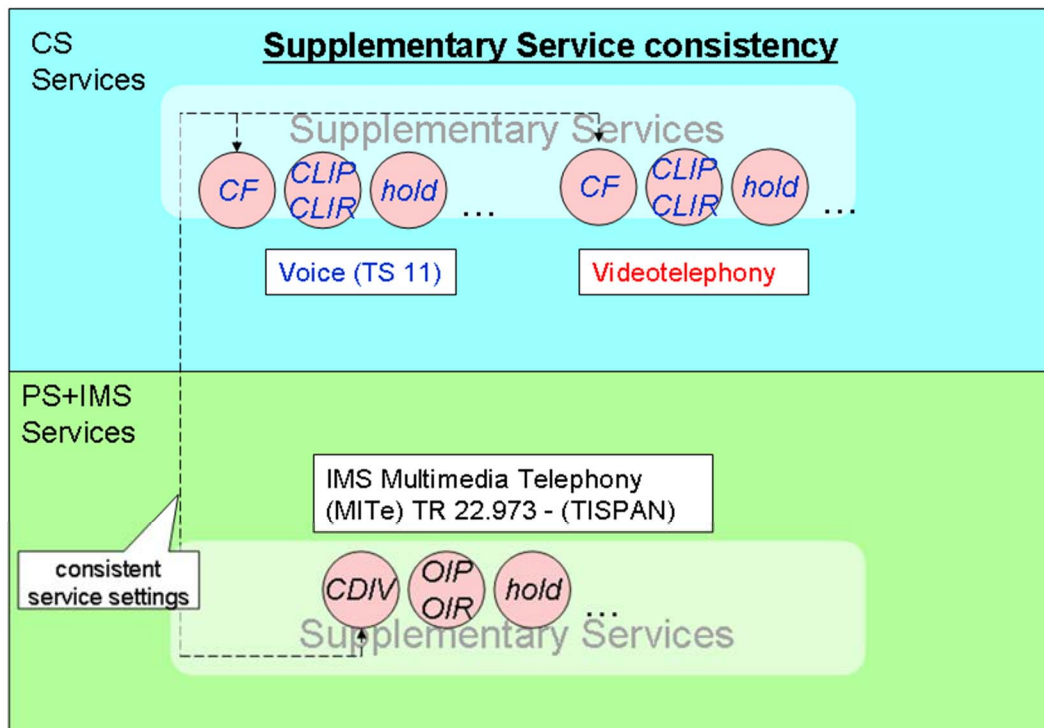 CS
Services
Supplementary Service consistency
Supplementary Services
CF
CLIP
CLIR
hold
...
CF
CLIP
CLIR
hold
...
Voice (TS 11)
Videotelephony
PS+IMS
Services
IMS Multimedia Telephony
(MITe) TR 22.973 - (TISPAN)
consistent
service settings
CDIV
OIP
OIR
hold
...
Supplementary Services